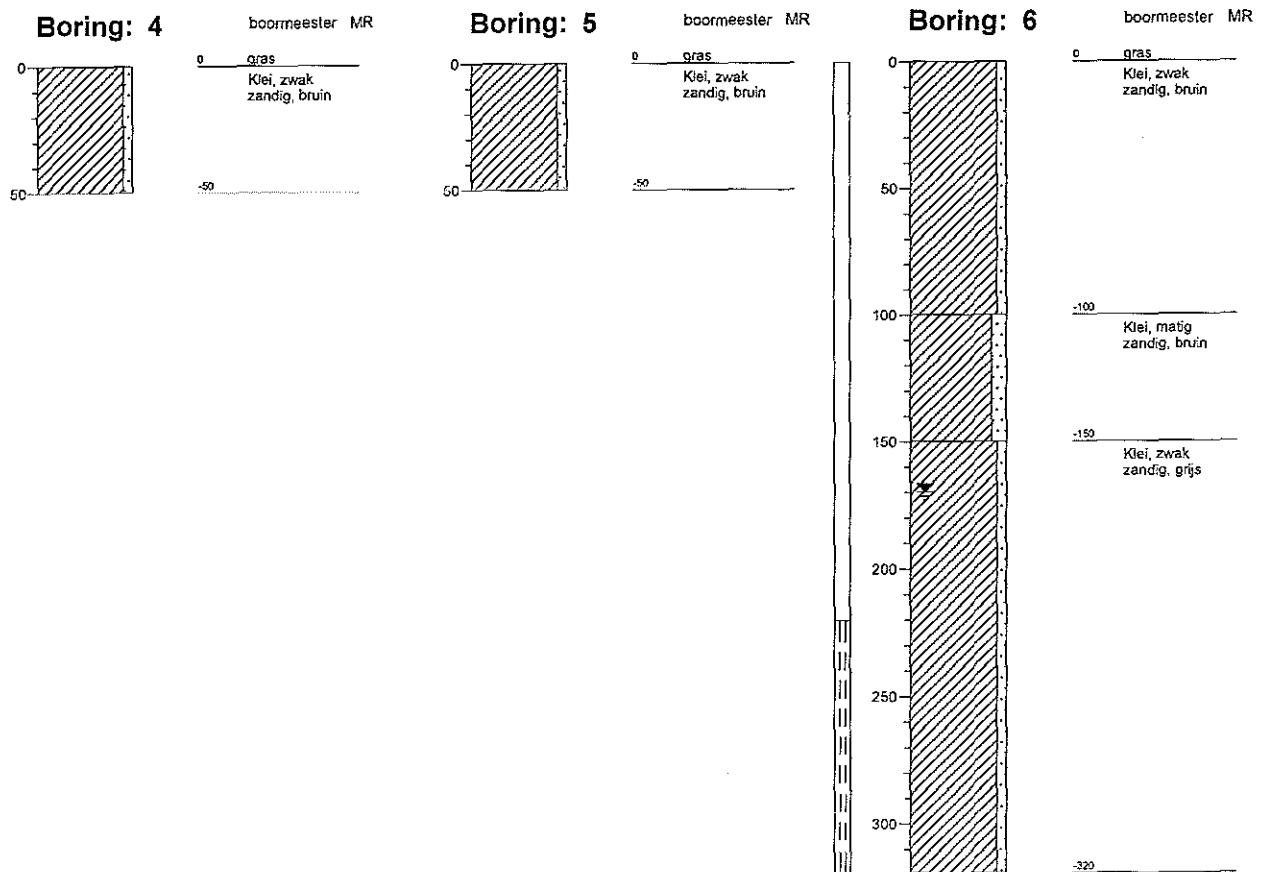 Boring: 4
boormeester MR
0
50
0 gras
Klei, zwak
zandig, bruin
-50
Boring: 5
boormeester MR
0
50
0 gras
Klei, zwak
zandig, bruin
-50
Boring: 6
boormeester MR
0
50
100
150
200
250
300
0 gras
Klei, zwak
zandig, bruin
-100
Klei, matig
zandig, bruin
-150
Klei, zwak
zandig, grijs
-320